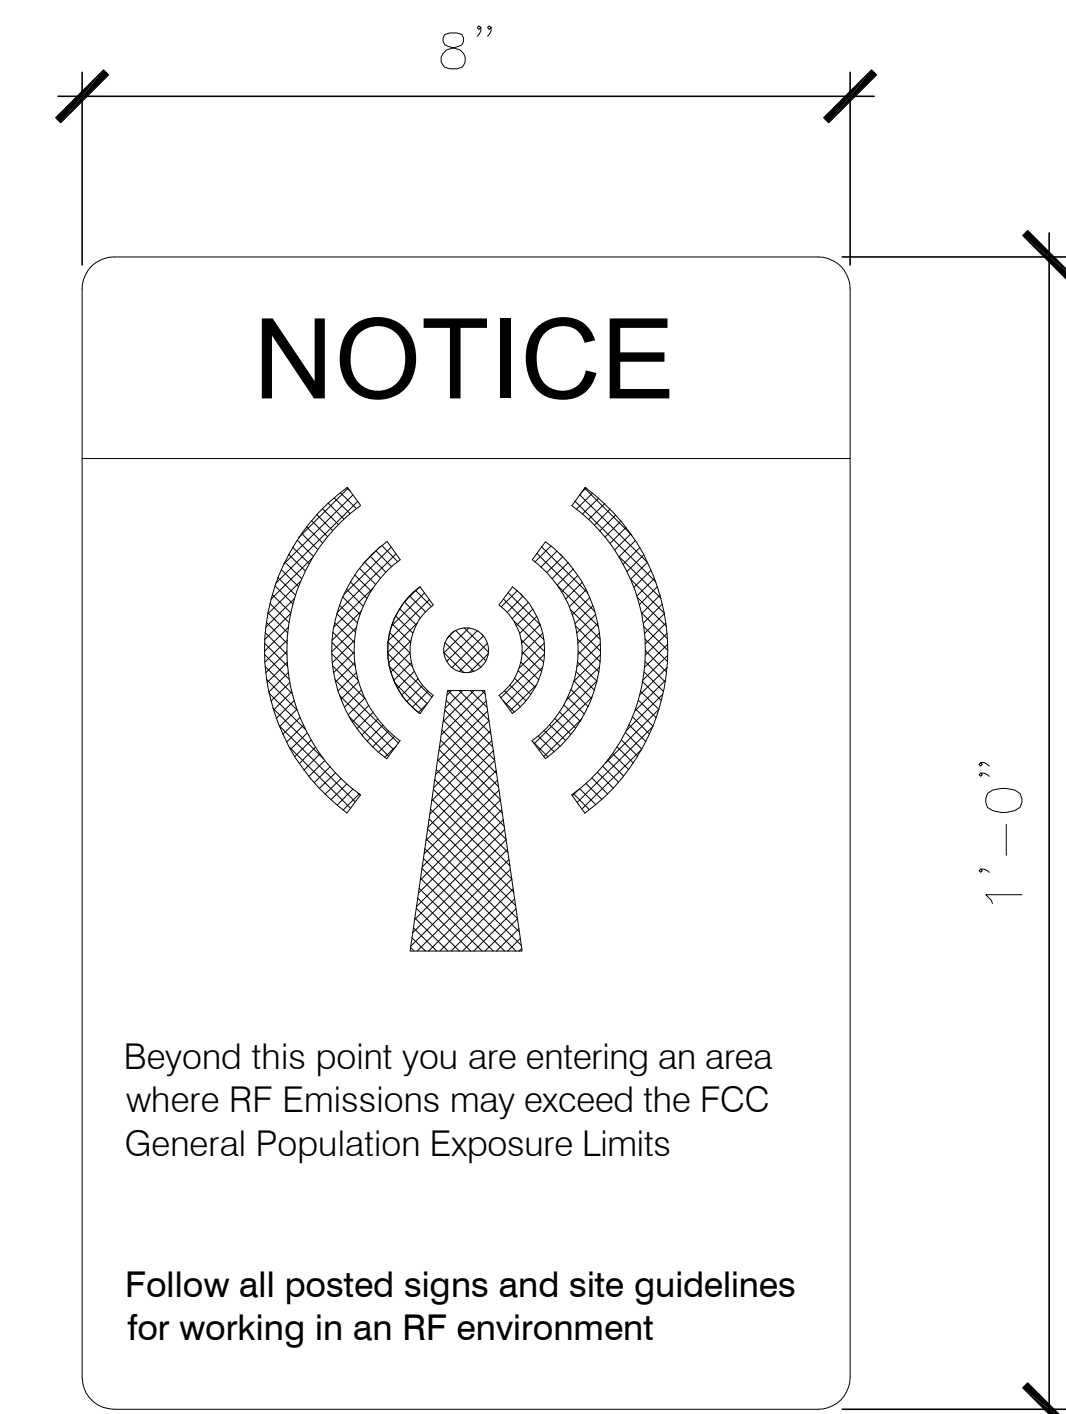 8”
NOTICE
1’–0”
Beyond this point you are entering an area
where RF Emissions may exceed the FCC
General Population Exposure Limits
Follow all posted signs and site guidelines
for working in an RF environment